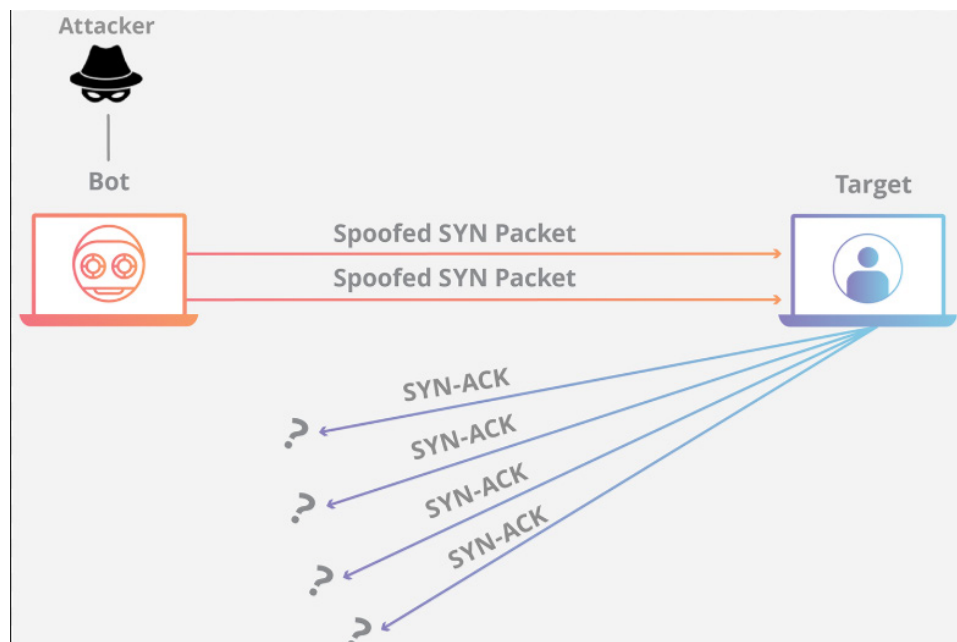 Attacker
Bot
Target
Spoofed SYN Packet
Spoofed SYN Packet
SYN-ACK
?
SYN-ACK
?
SYN-ACK
?
SYN-ACK
?